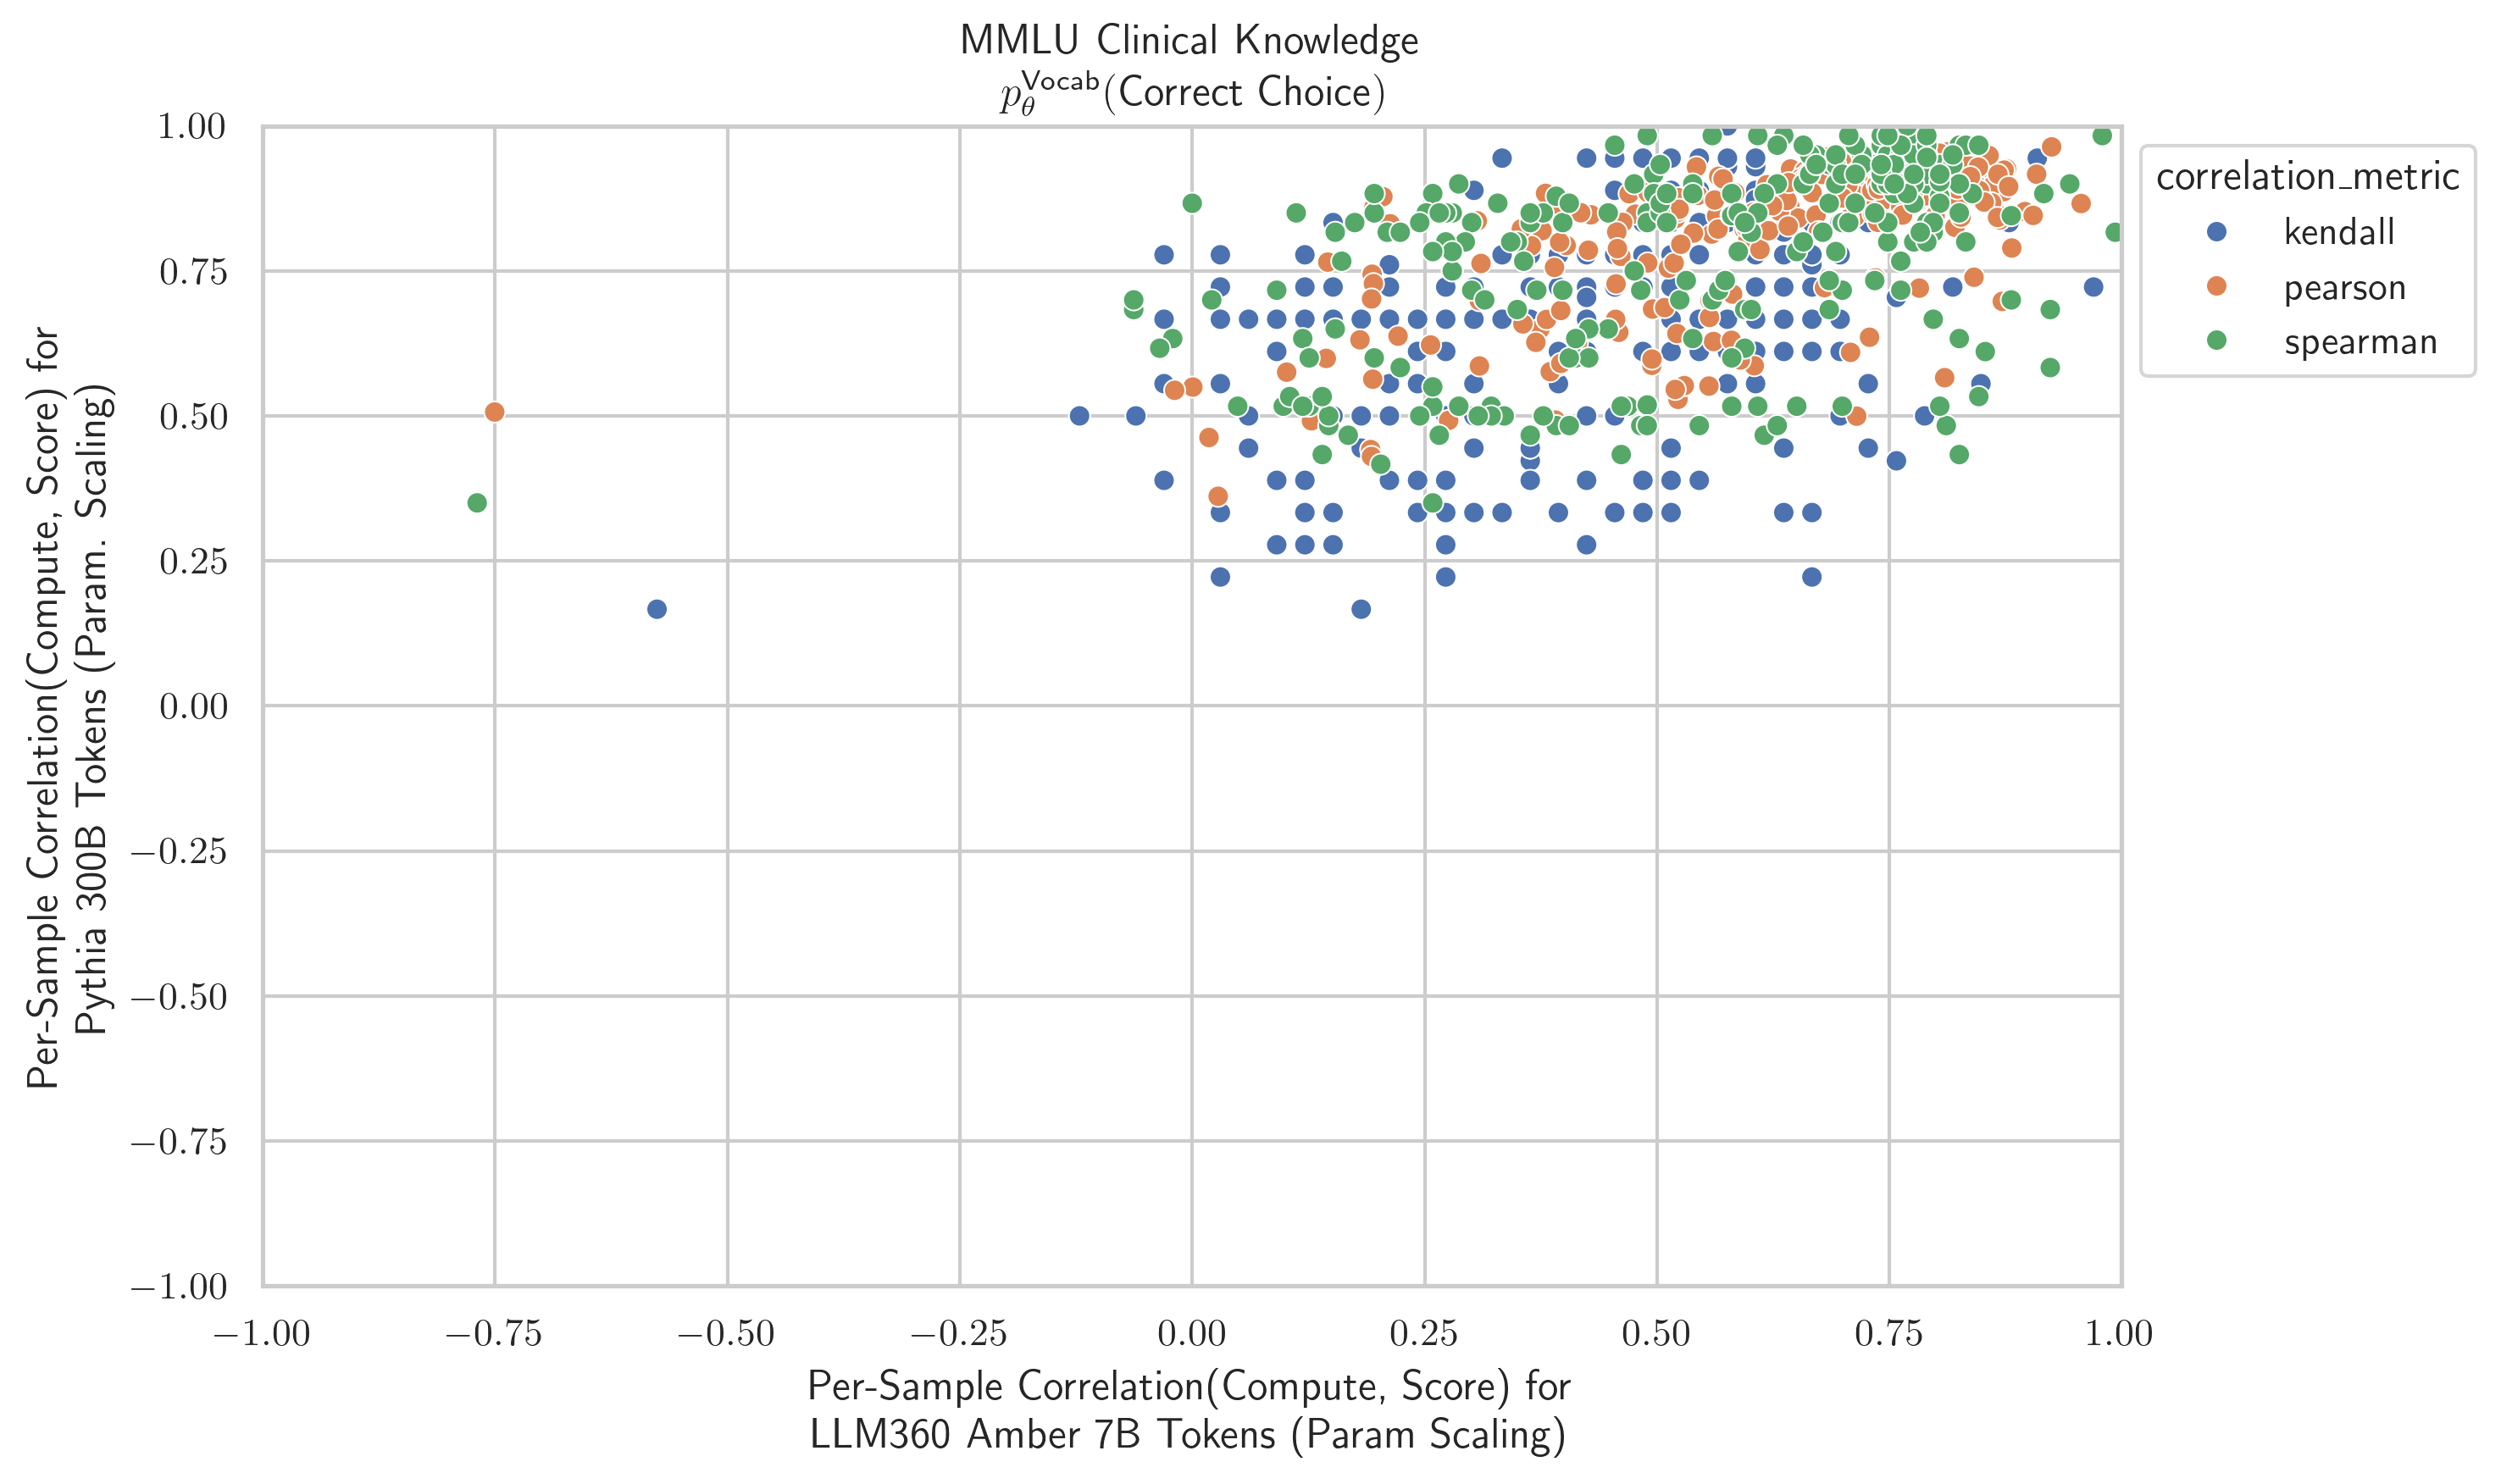 MMLU Clinical Knowledge
p_θ^Vocab(Correct Choice)
1.00
0.75
0.50
0.25
0.00
−0.25
−0.50
−0.75
−1.00
Per-Sample Correlation(Compute, Score) for
Pythia 300B Tokens (Param. Scaling)
correlation_metric
kendall
pearson
spearman
−1.00 −0.75 −0.50 −0.25 0.00 0.25 0.50 0.75 1.00
Per-Sample Correlation(Compute, Score) for
LLM360 Amber 7B Tokens (Param Scaling)